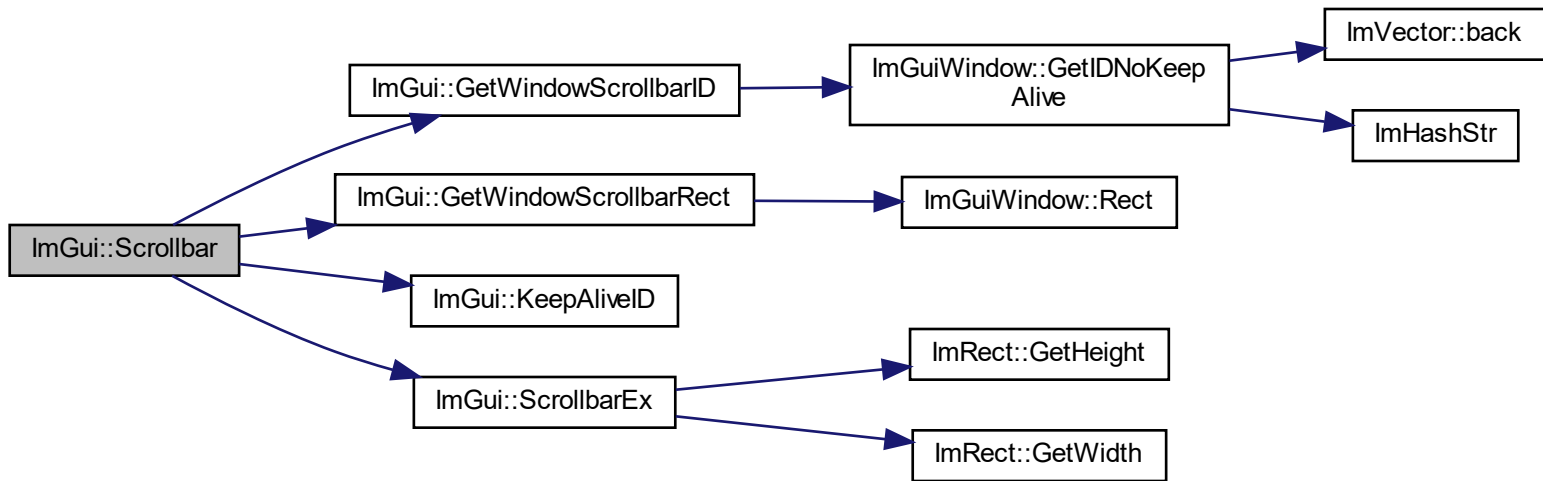 ImGui::Scrollbar
ImGui::GetWindowScrollbarID
ImGuiWindow::GetIDNoKeep
Alive
ImVector::back
ImHashStr
ImGui::GetWindowScrollbarRect
ImGuiWindow::Rect
ImGui::KeepAliveID
ImGui::ScrollbarEx
ImRect::GetHeight
ImRect::GetWidth